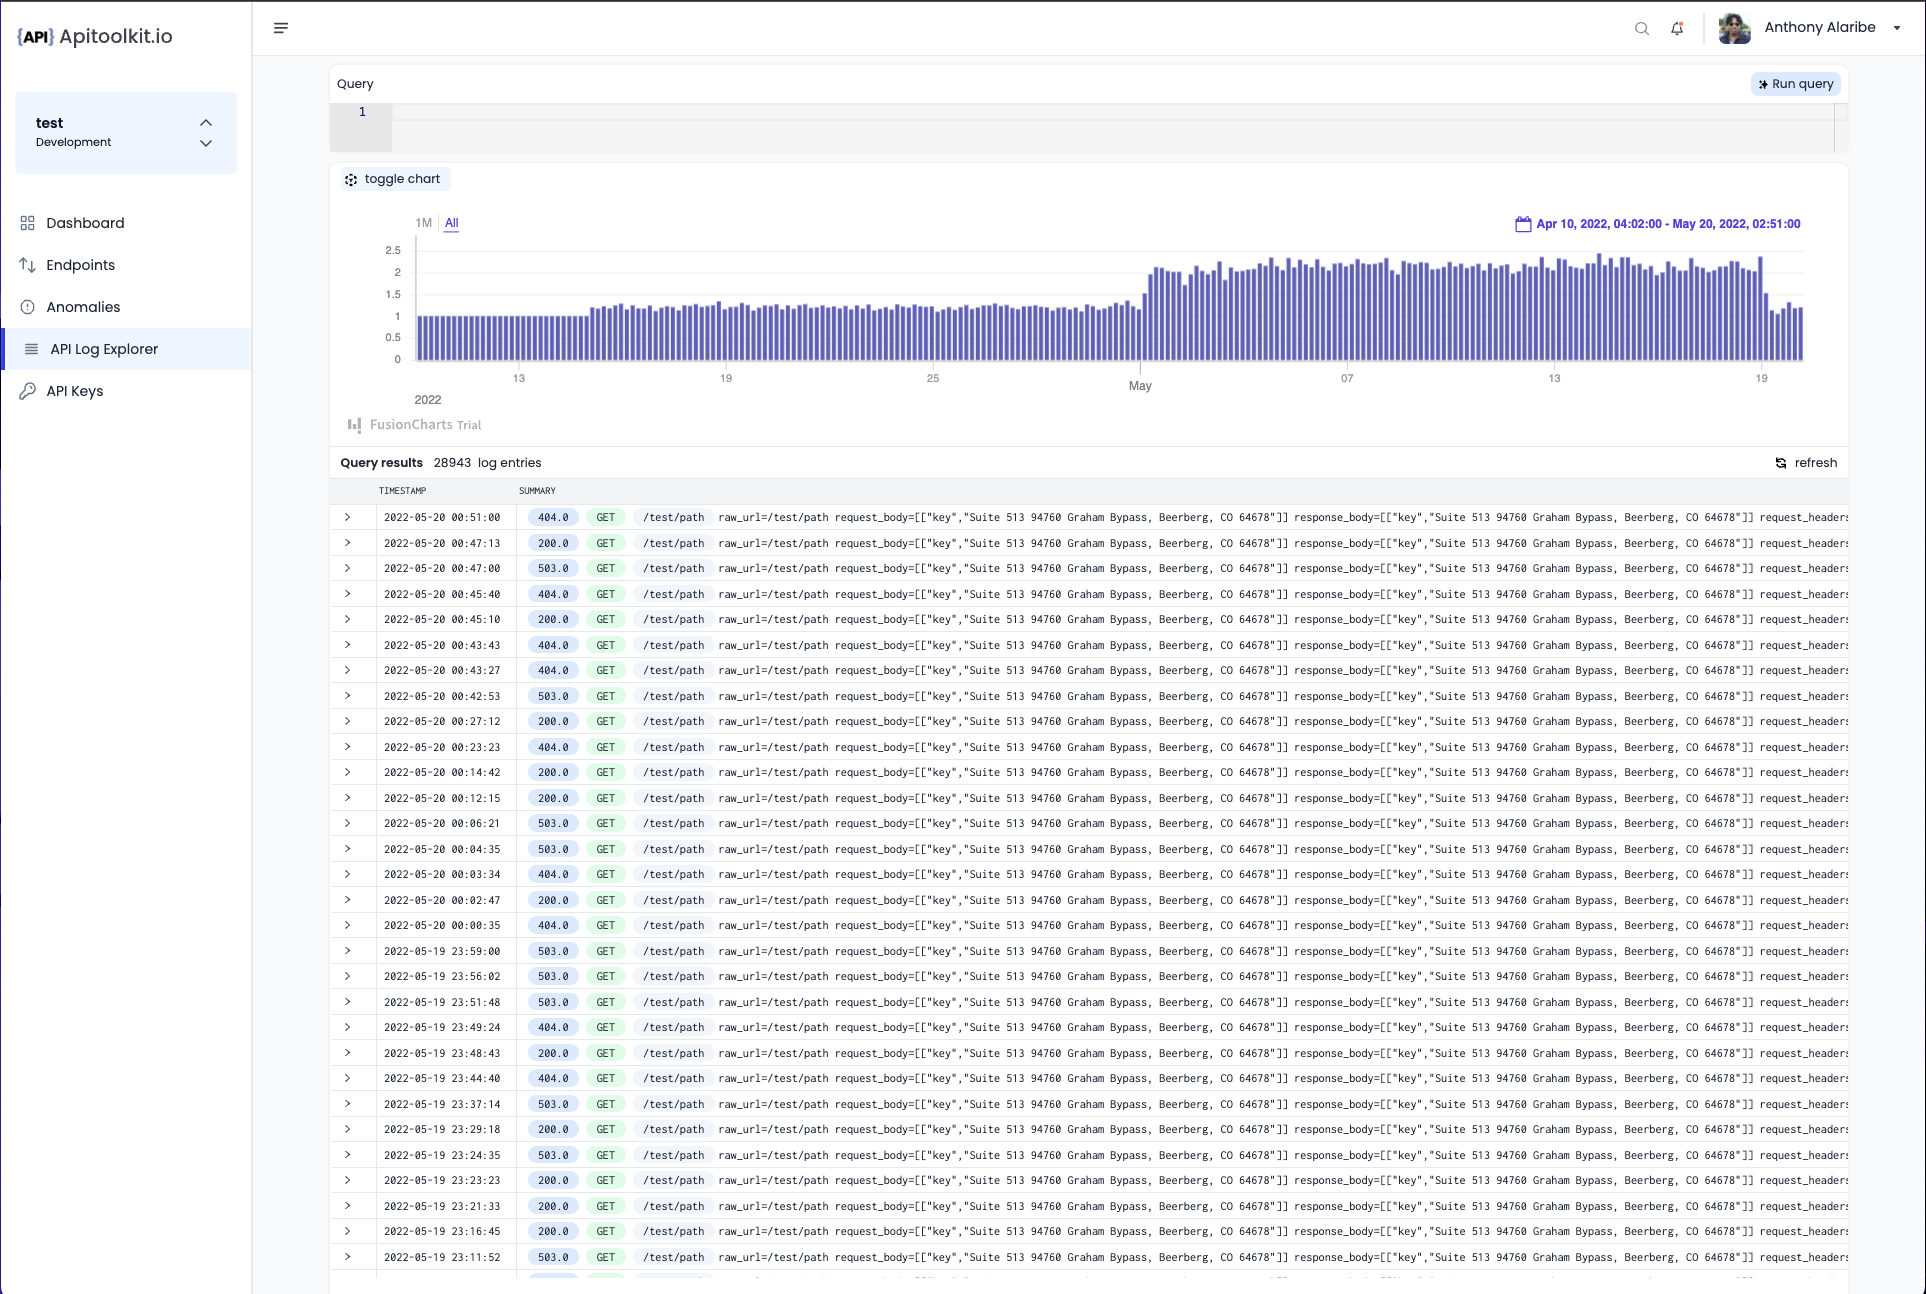 {API} Apitoolkit.io
Anthony Alaribe
test
Development
Dashboard
Endpoints
Anomalies
API Log Explorer
API Keys
Query
Run query
1
toggle chart
1M All
Apr 10, 2022, 04:02:00 - May 20, 2022, 02:51:00
2.5
2
1.5
1
0.5
0
13 19 25 May 07 13 19
2022
FusionCharts Trial
Query results 28943 log entries
refresh
TIMESTAMP SUMMARY
2022-05-20 00:51:00 404.0 GET /test/path raw_url=/test/path request_body=[["key","Suite 513 94760 Graham Bypass, Beerberg, CO 64678"]] response_body=[["key","Suite 513 94760 Graham Bypass, Beerberg, CO 64678"]] request_headers
2022-05-20 00:47:13 200.0 GET /test/path raw_url=/test/path request_body=[["key","Suite 513 94760 Graham Bypass, Beerberg, CO 64678"]] response_body=[["key","Suite 513 94760 Graham Bypass, Beerberg, CO 64678"]] request_headers
2022-05-20 00:47:00 503.0 GET /test/path raw_url=/test/path request_body=[["key","Suite 513 94760 Graham Bypass, Beerberg, CO 64678"]] response_body=[["key","Suite 513 94760 Graham Bypass, Beerberg, CO 64678"]] request_headers
2022-05-20 00:45:40 404.0 GET /test/path raw_url=/test/path request_body=[["key","Suite 513 94760 Graham Bypass, Beerberg, CO 64678"]] response_body=[["key","Suite 513 94760 Graham Bypass, Beerberg, CO 64678"]] request_headers
2022-05-20 00:45:10 200.0 GET /test/path raw_url=/test/path request_body=[["key","Suite 513 94760 Graham Bypass, Beerberg, CO 64678"]] response_body=[["key","Suite 513 94760 Graham Bypass, Beerberg, CO 64678"]] request_headers
2022-05-20 00:43:43 404.0 GET /test/path raw_url=/test/path request_body=[["key","Suite 513 94760 Graham Bypass, Beerberg, CO 64678"]] response_body=[["key","Suite 513 94760 Graham Bypass, Beerberg, CO 64678"]] request_headers
2022-05-20 00:43:27 404.0 GET /test/path raw_url=/test/path request_body=[["key","Suite 513 94760 Graham Bypass, Beerberg, CO 64678"]] response_body=[["key","Suite 513 94760 Graham Bypass, Beerberg, CO 64678"]] request_headers
2022-05-20 00:42:53 503.0 GET /test/path raw_url=/test/path request_body=[["key","Suite 513 94760 Graham Bypass, Beerberg, CO 64678"]] response_body=[["key","Suite 513 94760 Graham Bypass, Beerberg, CO 64678"]] request_headers
2022-05-20 00:27:12 200.0 GET /test/path raw_url=/test/path request_body=[["key","Suite 513 94760 Graham Bypass, Beerberg, CO 64678"]] response_body=[["key","Suite 513 94760 Graham Bypass, Beerberg, CO 64678"]] request_headers
2022-05-20 00:23:23 404.0 GET /test/path raw_url=/test/path request_body=[["key","Suite 513 94760 Graham Bypass, Beerberg, CO 64678"]] response_body=[["key","Suite 513 94760 Graham Bypass, Beerberg, CO 64678"]] request_headers
2022-05-20 00:14:42 200.0 GET /test/path raw_url=/test/path request_body=[["key","Suite 513 94760 Graham Bypass, Beerberg, CO 64678"]] response_body=[["key","Suite 513 94760 Graham Bypass, Beerberg, CO 64678"]] request_headers
2022-05-20 00:12:15 200.0 GET /test/path raw_url=/test/path request_body=[["key","Suite 513 94760 Graham Bypass, Beerberg, CO 64678"]] response_body=[["key","Suite 513 94760 Graham Bypass, Beerberg, CO 64678"]] request_headers
2022-05-20 00:06:21 503.0 GET /test/path raw_url=/test/path request_body=[["key","Suite 513 94760 Graham Bypass, Beerberg, CO 64678"]] response_body=[["key","Suite 513 94760 Graham Bypass, Beerberg, CO 64678"]] request_headers
2022-05-20 00:04:35 503.0 GET /test/path raw_url=/test/path request_body=[["key","Suite 513 94760 Graham Bypass, Beerberg, CO 64678"]] response_body=[["key","Suite 513 94760 Graham Bypass, Beerberg, CO 64678"]] request_headers
2022-05-20 00:03:34 404.0 GET /test/path raw_url=/test/path request_body=[["key","Suite 513 94760 Graham Bypass, Beerberg, CO 64678"]] response_body=[["key","Suite 513 94760 Graham Bypass, Beerberg, CO 64678"]] request_headers
2022-05-20 00:02:47 200.0 GET /test/path raw_url=/test/path request_body=[["key","Suite 513 94760 Graham Bypass, Beerberg, CO 64678"]] response_body=[["key","Suite 513 94760 Graham Bypass, Beerberg, CO 64678"]] request_headers
2022-05-20 00:00:35 404.0 GET /test/path raw_url=/test/path request_body=[["key","Suite 513 94760 Graham Bypass, Beerberg, CO 64678"]] response_body=[["key","Suite 513 94760 Graham Bypass, Beerberg, CO 64678"]] request_headers
2022-05-19 23:59:00 503.0 GET /test/path raw_url=/test/path request_body=[["key","Suite 513 94760 Graham Bypass, Beerberg, CO 64678"]] response_body=[["key","Suite 513 94760 Graham Bypass, Beerberg, CO 64678"]] request_headers
2022-05-19 23:56:02 503.0 GET /test/path raw_url=/test/path request_body=[["key","Suite 513 94760 Graham Bypass, Beerberg, CO 64678"]] response_body=[["key","Suite 513 94760 Graham Bypass, Beerberg, CO 64678"]] request_headers
2022-05-19 23:51:48 503.0 GET /test/path raw_url=/test/path request_body=[["key","Suite 513 94760 Graham Bypass, Beerberg, CO 64678"]] response_body=[["key","Suite 513 94760 Graham Bypass, Beerberg, CO 64678"]] request_headers
2022-05-19 23:49:24 404.0 GET /test/path raw_url=/test/path request_body=[["key","Suite 513 94760 Graham Bypass, Beerberg, CO 64678"]] response_body=[["key","Suite 513 94760 Graham Bypass, Beerberg, CO 64678"]] request_headers
2022-05-19 23:48:43 200.0 GET /test/path raw_url=/test/path request_body=[["key","Suite 513 94760 Graham Bypass, Beerberg, CO 64678"]] response_body=[["key","Suite 513 94760 Graham Bypass, Beerberg, CO 64678"]] request_headers
2022-05-19 23:44:40 404.0 GET /test/path raw_url=/test/path request_body=[["key","Suite 513 94760 Graham Bypass, Beerberg, CO 64678"]] response_body=[["key","Suite 513 94760 Graham Bypass, Beerberg, CO 64678"]] request_headers
2022-05-19 23:37:14 503.0 GET /test/path raw_url=/test/path request_body=[["key","Suite 513 94760 Graham Bypass, Beerberg, CO 64678"]] response_body=[["key","Suite 513 94760 Graham Bypass, Beerberg, CO 64678"]] request_headers
2022-05-19 23:29:18 200.0 GET /test/path raw_url=/test/path request_body=[["key","Suite 513 94760 Graham Bypass, Beerberg, CO 64678"]] response_body=[["key","Suite 513 94760 Graham Bypass, Beerberg, CO 64678"]] request_headers
2022-05-19 23:24:35 503.0 GET /test/path raw_url=/test/path request_body=[["key","Suite 513 94760 Graham Bypass, Beerberg, CO 64678"]] response_body=[["key","Suite 513 94760 Graham Bypass, Beerberg, CO 64678"]] request_headers
2022-05-19 23:23:23 200.0 GET /test/path raw_url=/test/path request_body=[["key","Suite 513 94760 Graham Bypass, Beerberg, CO 64678"]] response_body=[["key","Suite 513 94760 Graham Bypass, Beerberg, CO 64678"]] request_headers
2022-05-19 23:21:33 200.0 GET /test/path raw_url=/test/path request_body=[["key","Suite 513 94760 Graham Bypass, Beerberg, CO 64678"]] response_body=[["key","Suite 513 94760 Graham Bypass, Beerberg, CO 64678"]] request_headers
2022-05-19 23:16:45 200.0 GET /test/path raw_url=/test/path request_body=[["key","Suite 513 94760 Graham Bypass, Beerberg, CO 64678"]] response_body=[["key","Suite 513 94760 Graham Bypass, Beerberg, CO 64678"]] request_headers
2022-05-19 23:11:52 503.0 GET /test/path raw_url=/test/path request_body=[["key","Suite 513 94760 Graham Bypass, Beerberg, CO 64678"]] response_body=[["key","Suite 513 94760 Graham Bypass, Beerberg, CO 64678"]] request_headers